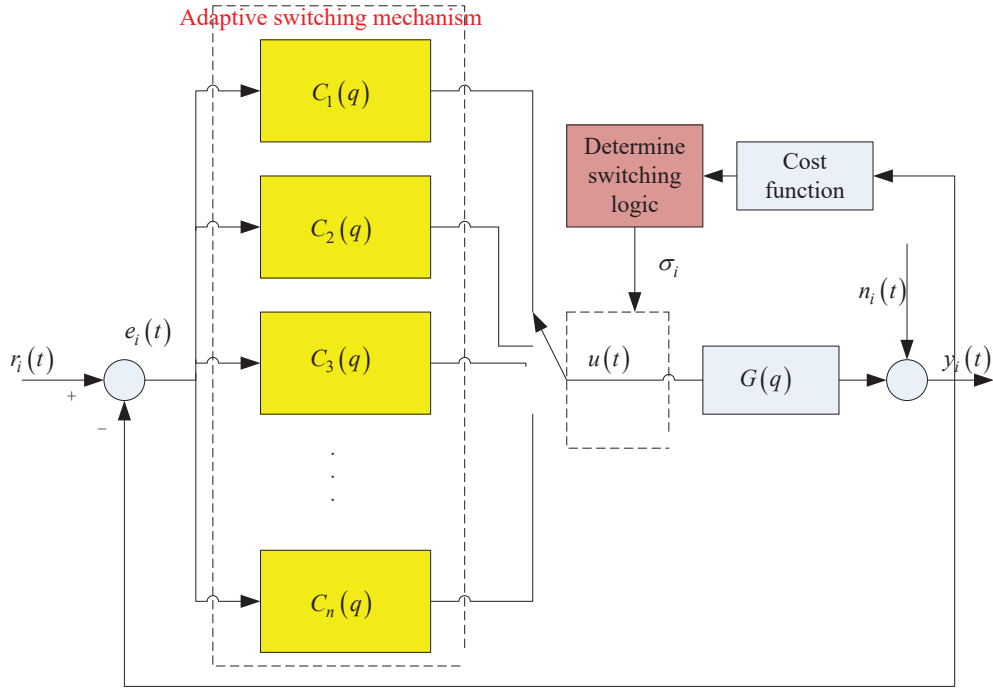 Adaptive switching mechanism
C₁(q)
Determine
switching
logic
Cost
function
C₂(q)
σᵢ
nᵢ(t)
eᵢ(t)
rᵢ(t)
+
−
C₃(q)
u(t)
G(q)
yᵢ(t)
.
.
.
Cₙ(q)